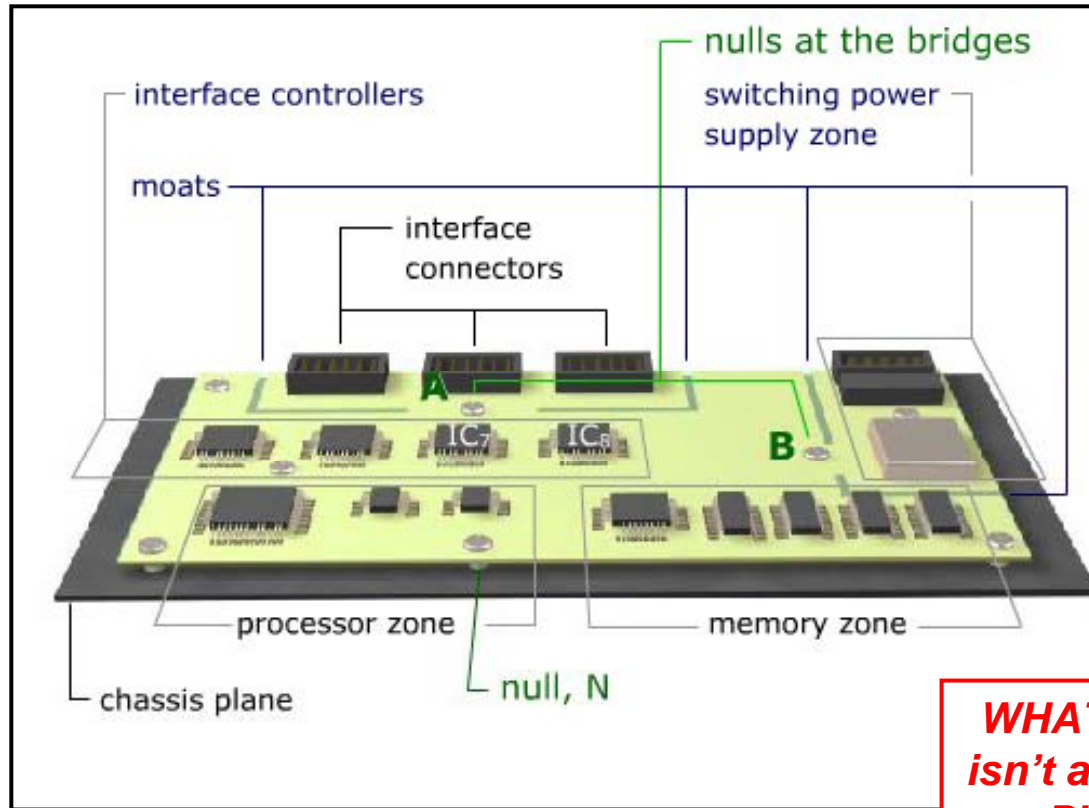 nulls at the bridges
interface controllers
switching power
supply zone
moats
interface
connectors
A
IC7
IC8
B
processor zone
memory zone
null, N
chassis plane
WHAT
isn't a